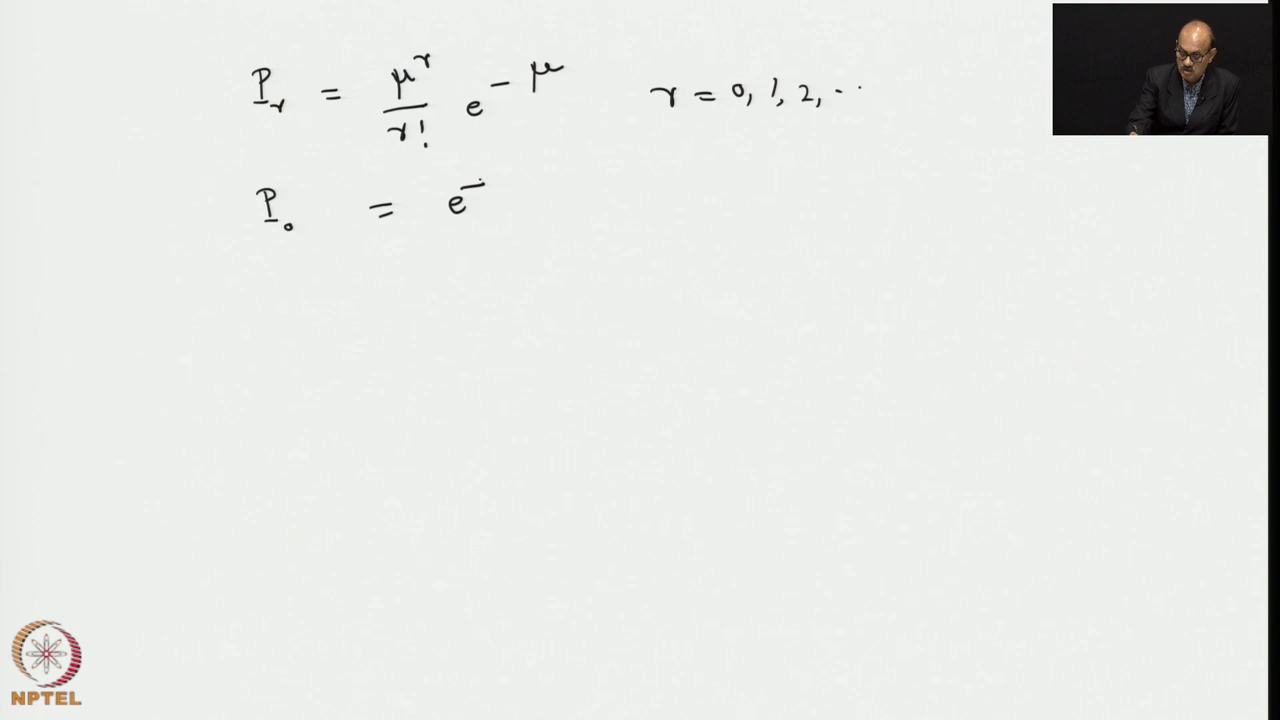 P_r = μ^r / r! e^{-μ}    r = 0, 1, 2, ..
P_0 = e^-
NPTEL